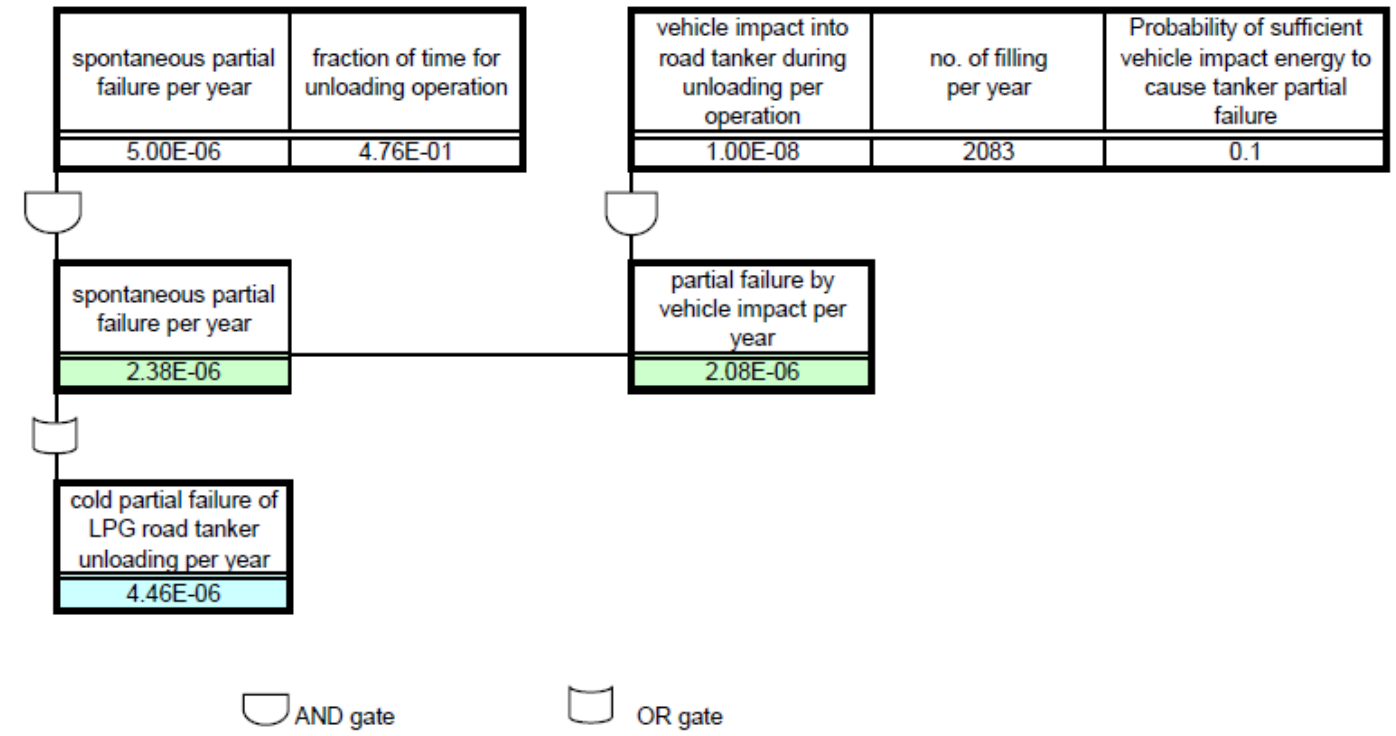 spontaneous partial
failure per year
fraction of time for
unloading operation
5.00E-06
4.76E-01
vehicle impact into
road tanker during
unloading per
operation
no. of filling
per year
Probability of sufficient
vehicle impact energy to
cause tanker partial
failure
1.00E-08
2083
0.1
spontaneous partial
failure per year
2.38E-06
partial failure by
vehicle impact per
year
2.08E-06
cold partial failure of
LPG road tanker
unloading per year
4.46E-06
AND gate
OR gate